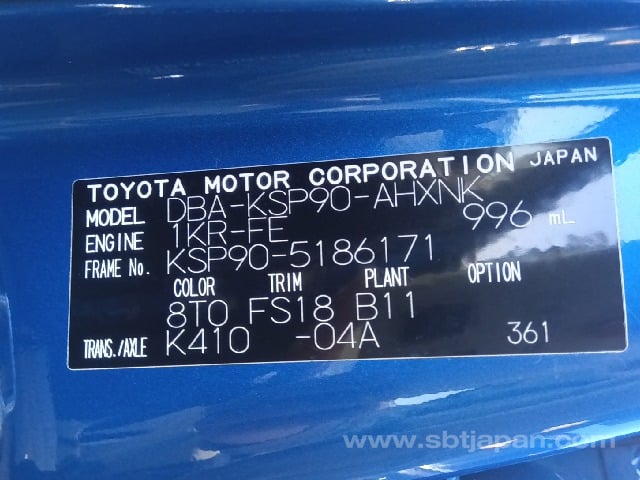 TOYOTA MOTOR CORPORATION JAPAN
MODEL DBA-KSP90-AHXNK
ENGINE 1KR-FE 996 mL
FRAME No. KSP90-5186171
COLOR TRIM PLANT OPTION
8T0 FS18 B11
TRANS./AXLE K410 -04A 361
www.sbtjapan.com